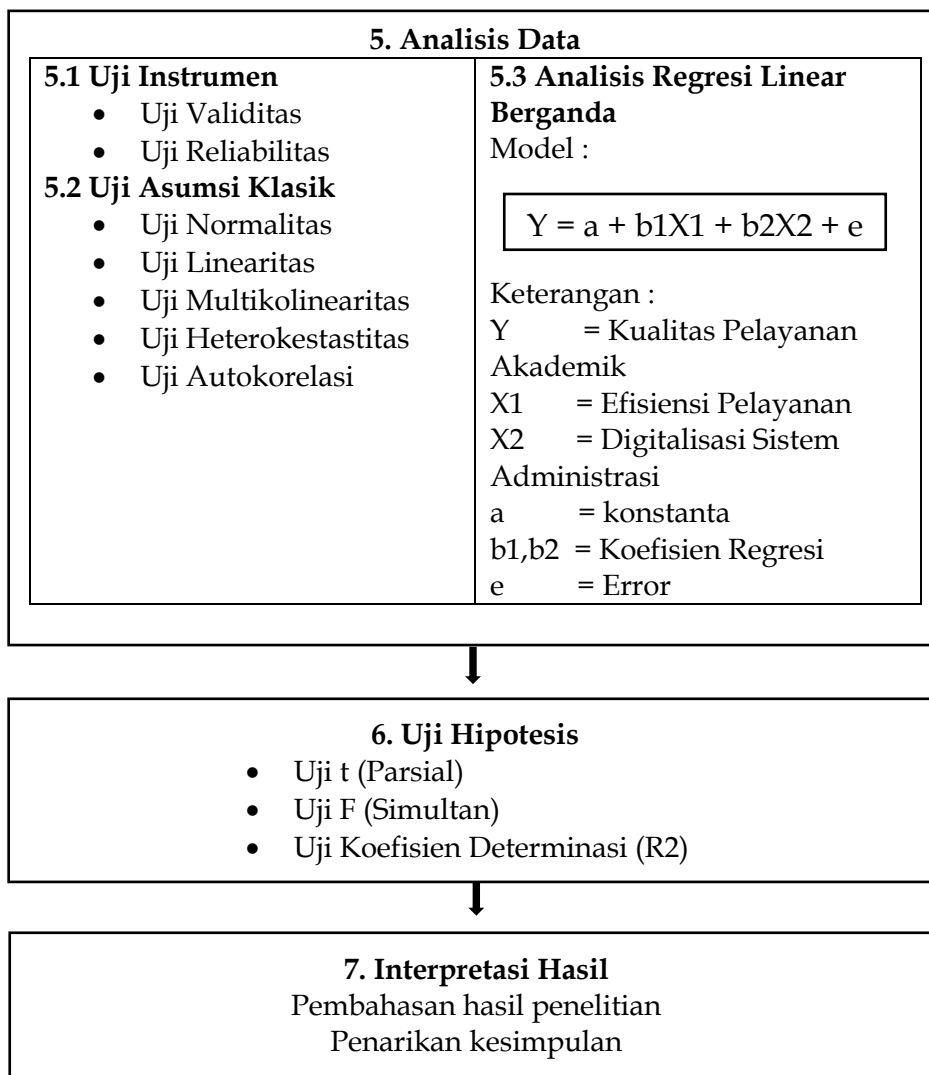 5. Analisis Data
5.1 Uji Instrumen
• Uji Validitas
• Uji Reliabilitas
5.2 Uji Asumsi Klasik
• Uji Normalitas
• Uji Linearitas
• Uji Multikolinearitas
• Uji Heterokestastitas
• Uji Autokorelasi
5.3 Analisis Regresi Linear
Berganda
Model :
Y = a + b1X1 + b2X2 + e
Keterangan :
Y = Kualitas Pelayanan
Akademik
X1 = Efisiensi Pelayanan
X2 = Digitalisasi Sistem
Administrasi
a = konstanta
b1,b2 = Koefisien Regresi
e = Error
6. Uji Hipotesis
• Uji t (Parsial)
• Uji F (Simultan)
• Uji Koefisien Determinasi (R2)
7. Interpretasi Hasil
Pembahasan hasil penelitian
Penarikan kesimpulan